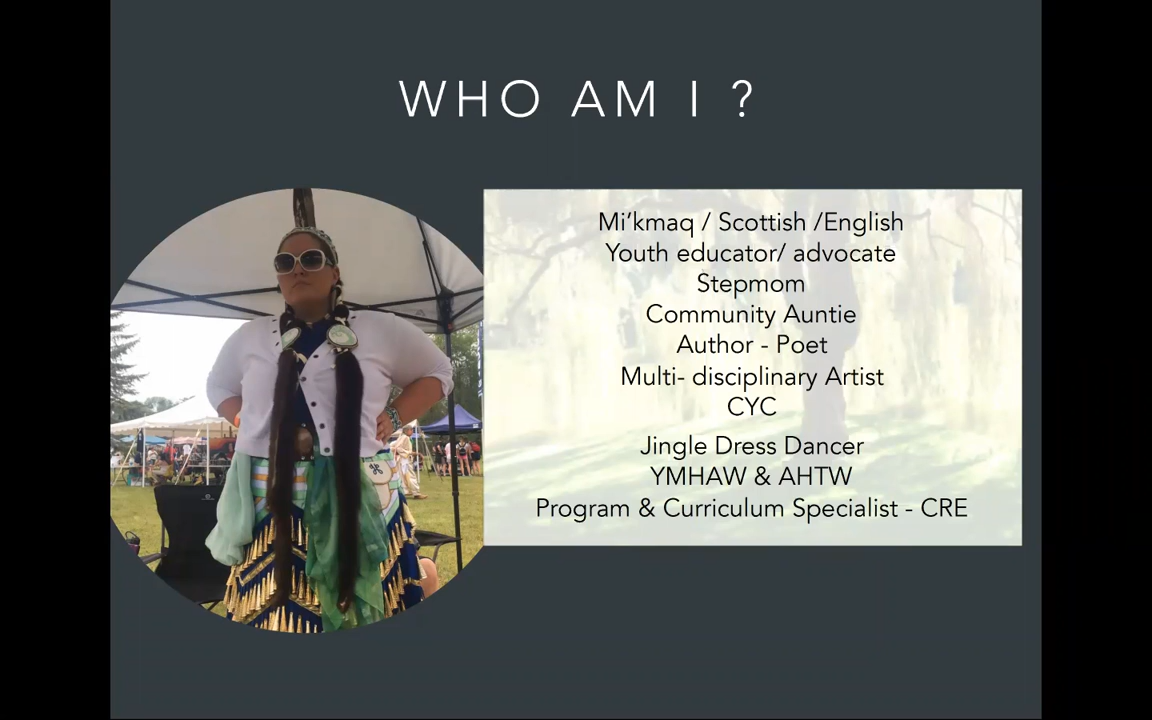 WHO AM I ?
Mi’kmaq / Scottish /English
Youth educator/ advocate
Stepmom
Community Auntie
Author - Poet
Multi- disciplinary Artist
CYC
Jingle Dress Dancer
YMHAW & AHTW
Program & Curriculum Specialist - CRE